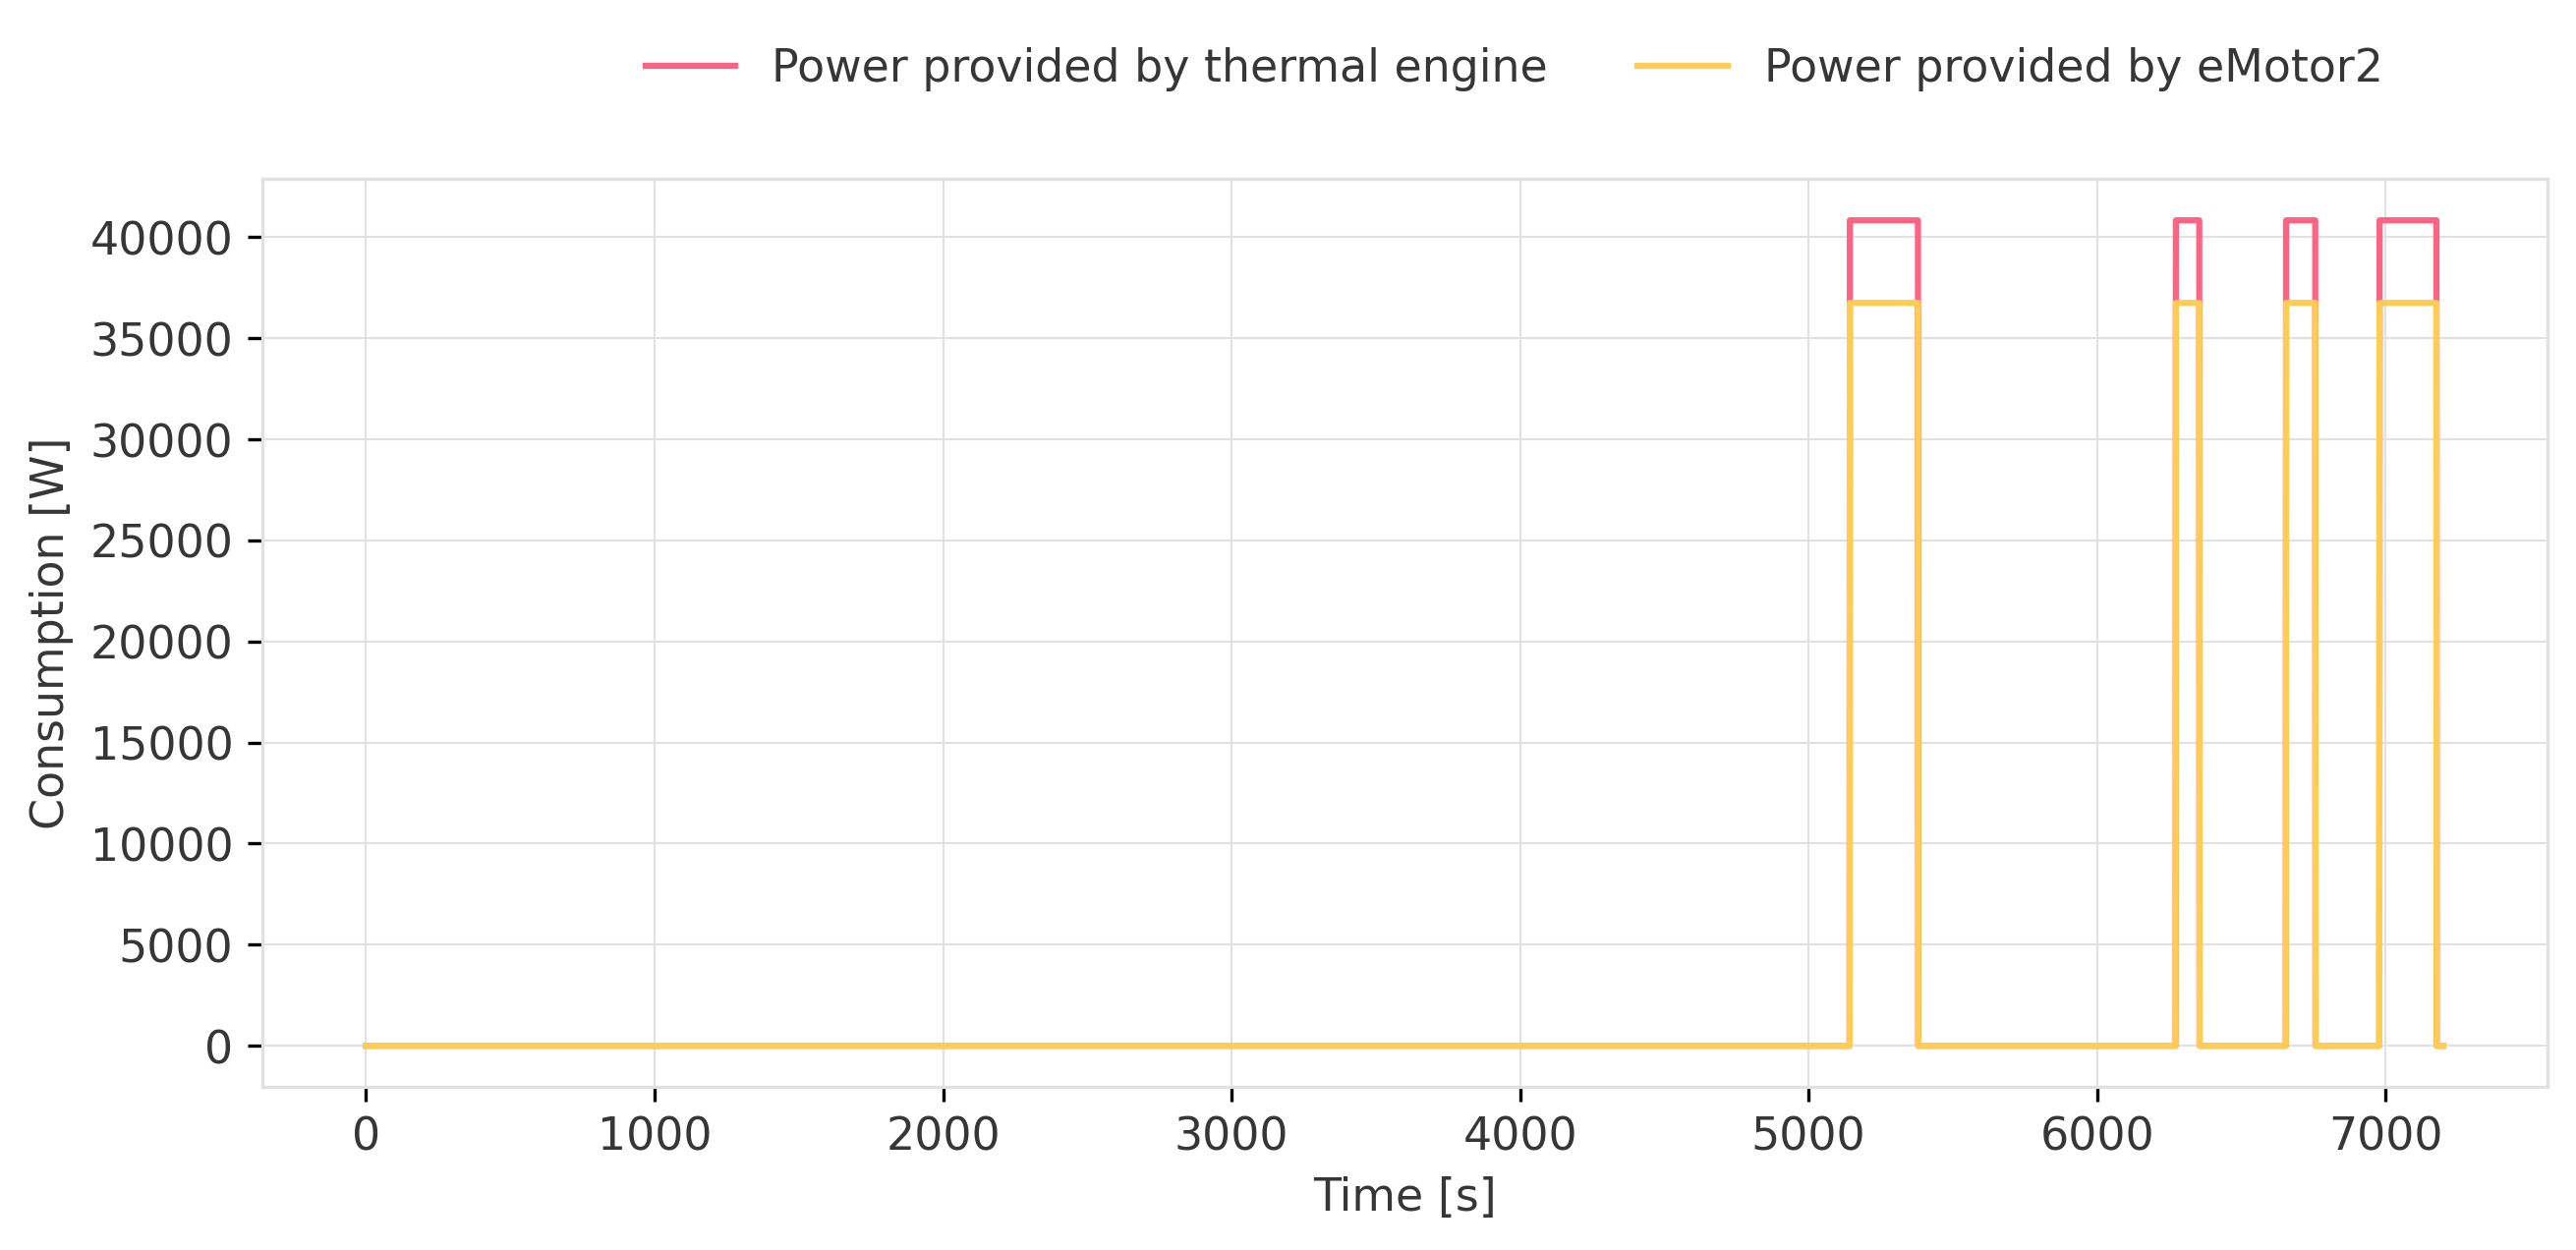 Power provided by thermal engine Power provided by eMotor2
40000
35000
30000
25000
20000
15000
10000
5000
0
Consumption [W]
0 1000 2000 3000 4000 5000 6000 7000
Time [s]